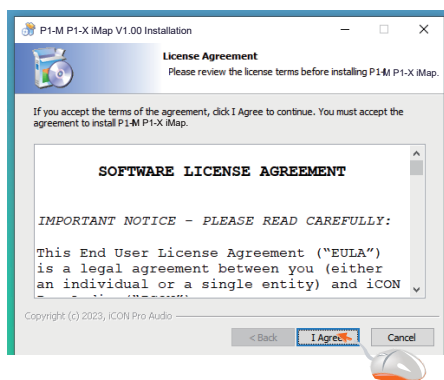 P1-M P1-X iMap V1.00 Installation
License Agreement
Please review the license terms before installing P1-M P1-X iMap.
If you accept the terms of the agreement, click I Agree to continue. You must accept the
agreement to install P1-M P1-X iMap.
SOFTWARE LICENSE AGREEMENT
IMPORTANT NOTICE – PLEASE READ CAREFULLY:
This End User License Agreement (“EULA”)
is a legal agreement between you (either
an individual or a single entity) and iCON
Copyright (c) 2023, iCON Pro Audio
< Back
I Agree
Cancel